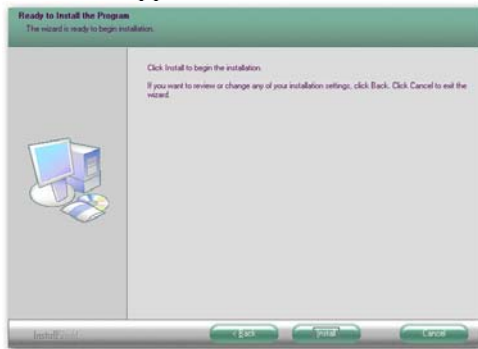 Ready to Install the Program
The wizard is ready to begin installation.
Click Install to begin the installation.
If you want to review or change any of your installation settings, click Back. Click Cancel to exit the
wizard.
InstallShield
< Back
Install
Cancel